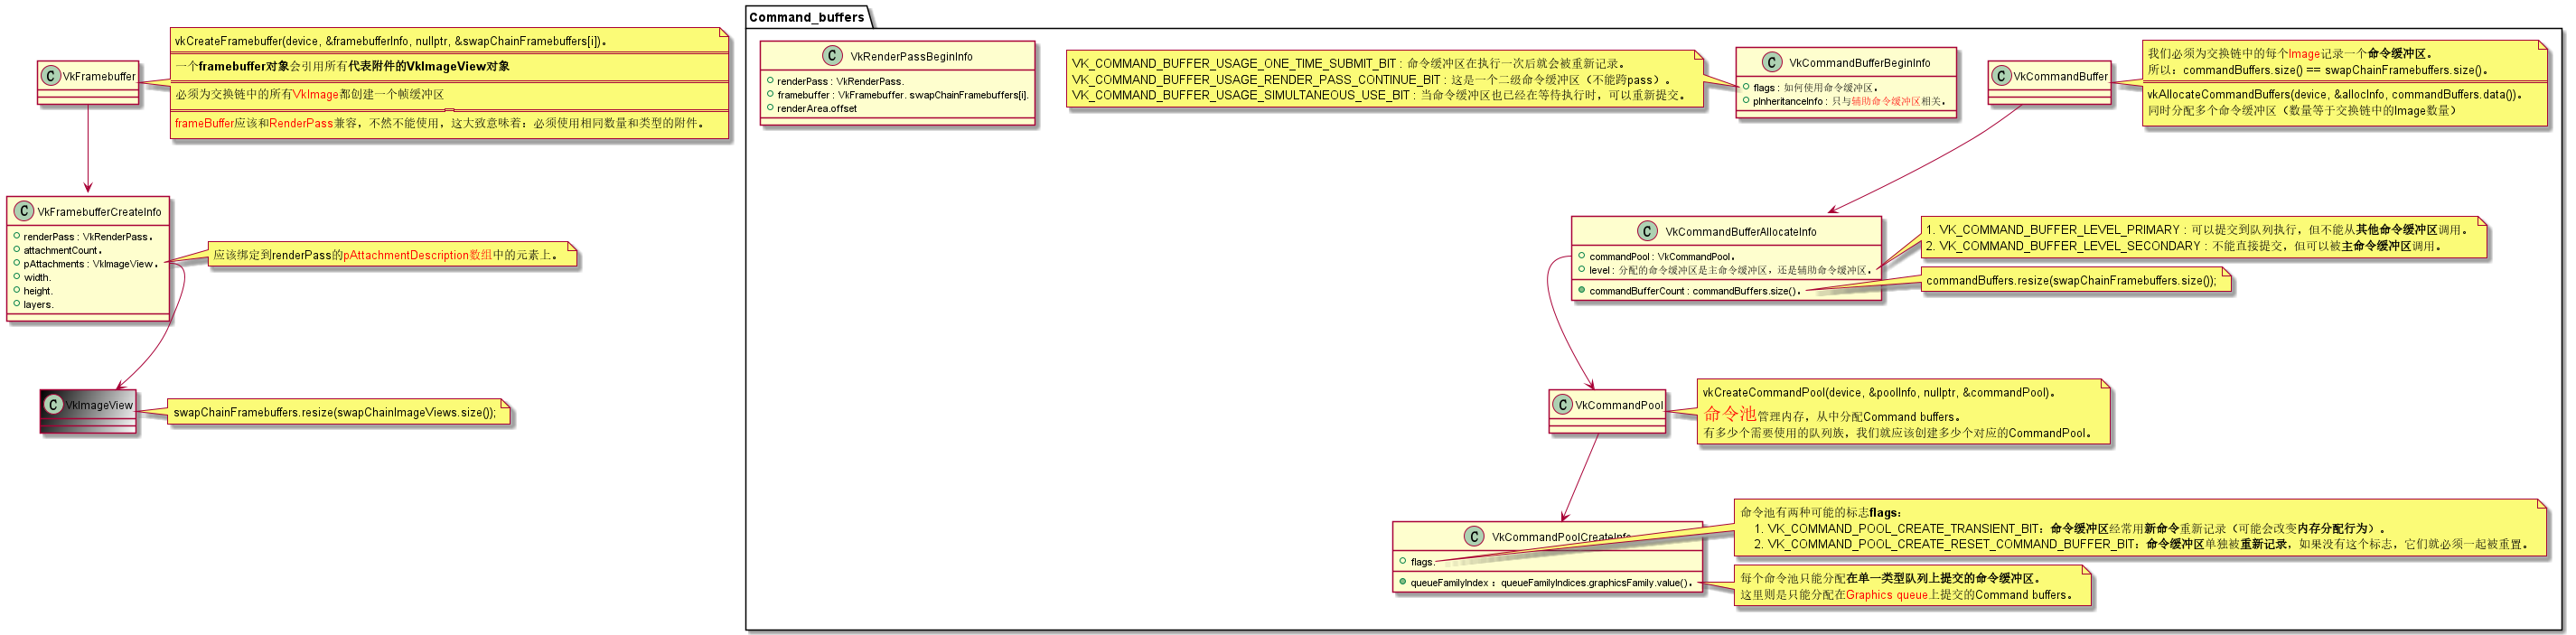 VkFramebuffer
vkCreateFramebuffer(device, &framebufferInfo, nullptr, &swapChainFramebuffers[i])。
一个framebuffer对象会引用所有代表附件的VkImageView对象
必须为交换链中的所有VkImage都创建一个帧缓冲区
frameBuffer应该和RenderPass兼容，不然不能使用，这大致意味着：必须使用相同数量和类型的附件。
VkFramebufferCreateInfo
renderPass : VkRenderPass。
attachmentCount。
pAttachments : VkImageView。
width.
height.
layers.
应该绑定到renderPass的pAttachmentDescription数组中的元素上。
VkImageView
swapChainFramebuffers.resize(swapChainImageViews.size());
Command_buffers
VkRenderPassBeginInfo
renderPass : VkRenderPass.
framebuffer : VkFramebuffer. swapChainFramebuffers[i].
renderArea.offset
VK_COMMAND_BUFFER_USAGE_ONE_TIME_SUBMIT_BIT : 命令缓冲区在执行一次后就会被重新记录。
VK_COMMAND_BUFFER_USAGE_RENDER_PASS_CONTINUE_BIT : 这是一个二级命令缓冲区（不能跨pass）。
VK_COMMAND_BUFFER_USAGE_SIMULTANEOUS_USE_BIT : 当命令缓冲区也已经在等待执行时，可以重新提交。
VkCommandBufferBeginInfo
flags : 如何使用命令缓冲区。
pInheritanceInfo : 只与辅助命令缓冲区相关。
VkCommandBuffer
我们必须为交换链中的每个Image记录一个命令缓冲区。
所以：commandBuffers.size() == swapChainFramebuffers.size()。
vkAllocateCommandBuffers(device, &allocInfo, commandBuffers.data())。
同时分配多个命令缓冲区（数量等于交换链中的Image数量）
VkCommandBufferAllocateInfo
commandPool : VkCommandPool。
level : 分配的命令缓冲区是主命令缓冲区，还是辅助命令缓冲区。
commandBufferCount : commandBuffers.size()。
1. VK_COMMAND_BUFFER_LEVEL_PRIMARY : 可以提交到队列执行，但不能从其他命令缓冲区调用。
2. VK_COMMAND_BUFFER_LEVEL_SECONDARY : 不能直接提交，但可以被主命令缓冲区调用。
commandBuffers.resize(swapChainFramebuffers.size());
VkCommandPool
vkCreateCommandPool(device, &poolInfo, nullptr, &commandPool)。
命令池管理内存，从中分配Command buffers。
有多少个需要使用的队列族，我们就应该创建多少个对应的CommandPool。
VkCommandPoolCreateInfo
flags.
queueFamilyIndex : queueFamilyIndices.graphicsFamily.value()。
命令池有两种可能的标志flags：
1. VK_COMMAND_POOL_CREATE_TRANSIENT_BIT：命令缓冲区经常用新命令重新记录（可能会改变内存分配行为）。
2. VK_COMMAND_POOL_CREATE_RESET_COMMAND_BUFFER_BIT：命令缓冲区单独被重新记录，如果没有这个标志，它们就必须一起被重置。
每个命令池只能分配在单一类型队列上提交的命令缓冲区。
这里则是只能分配在Graphics queue上提交的Command buffers。